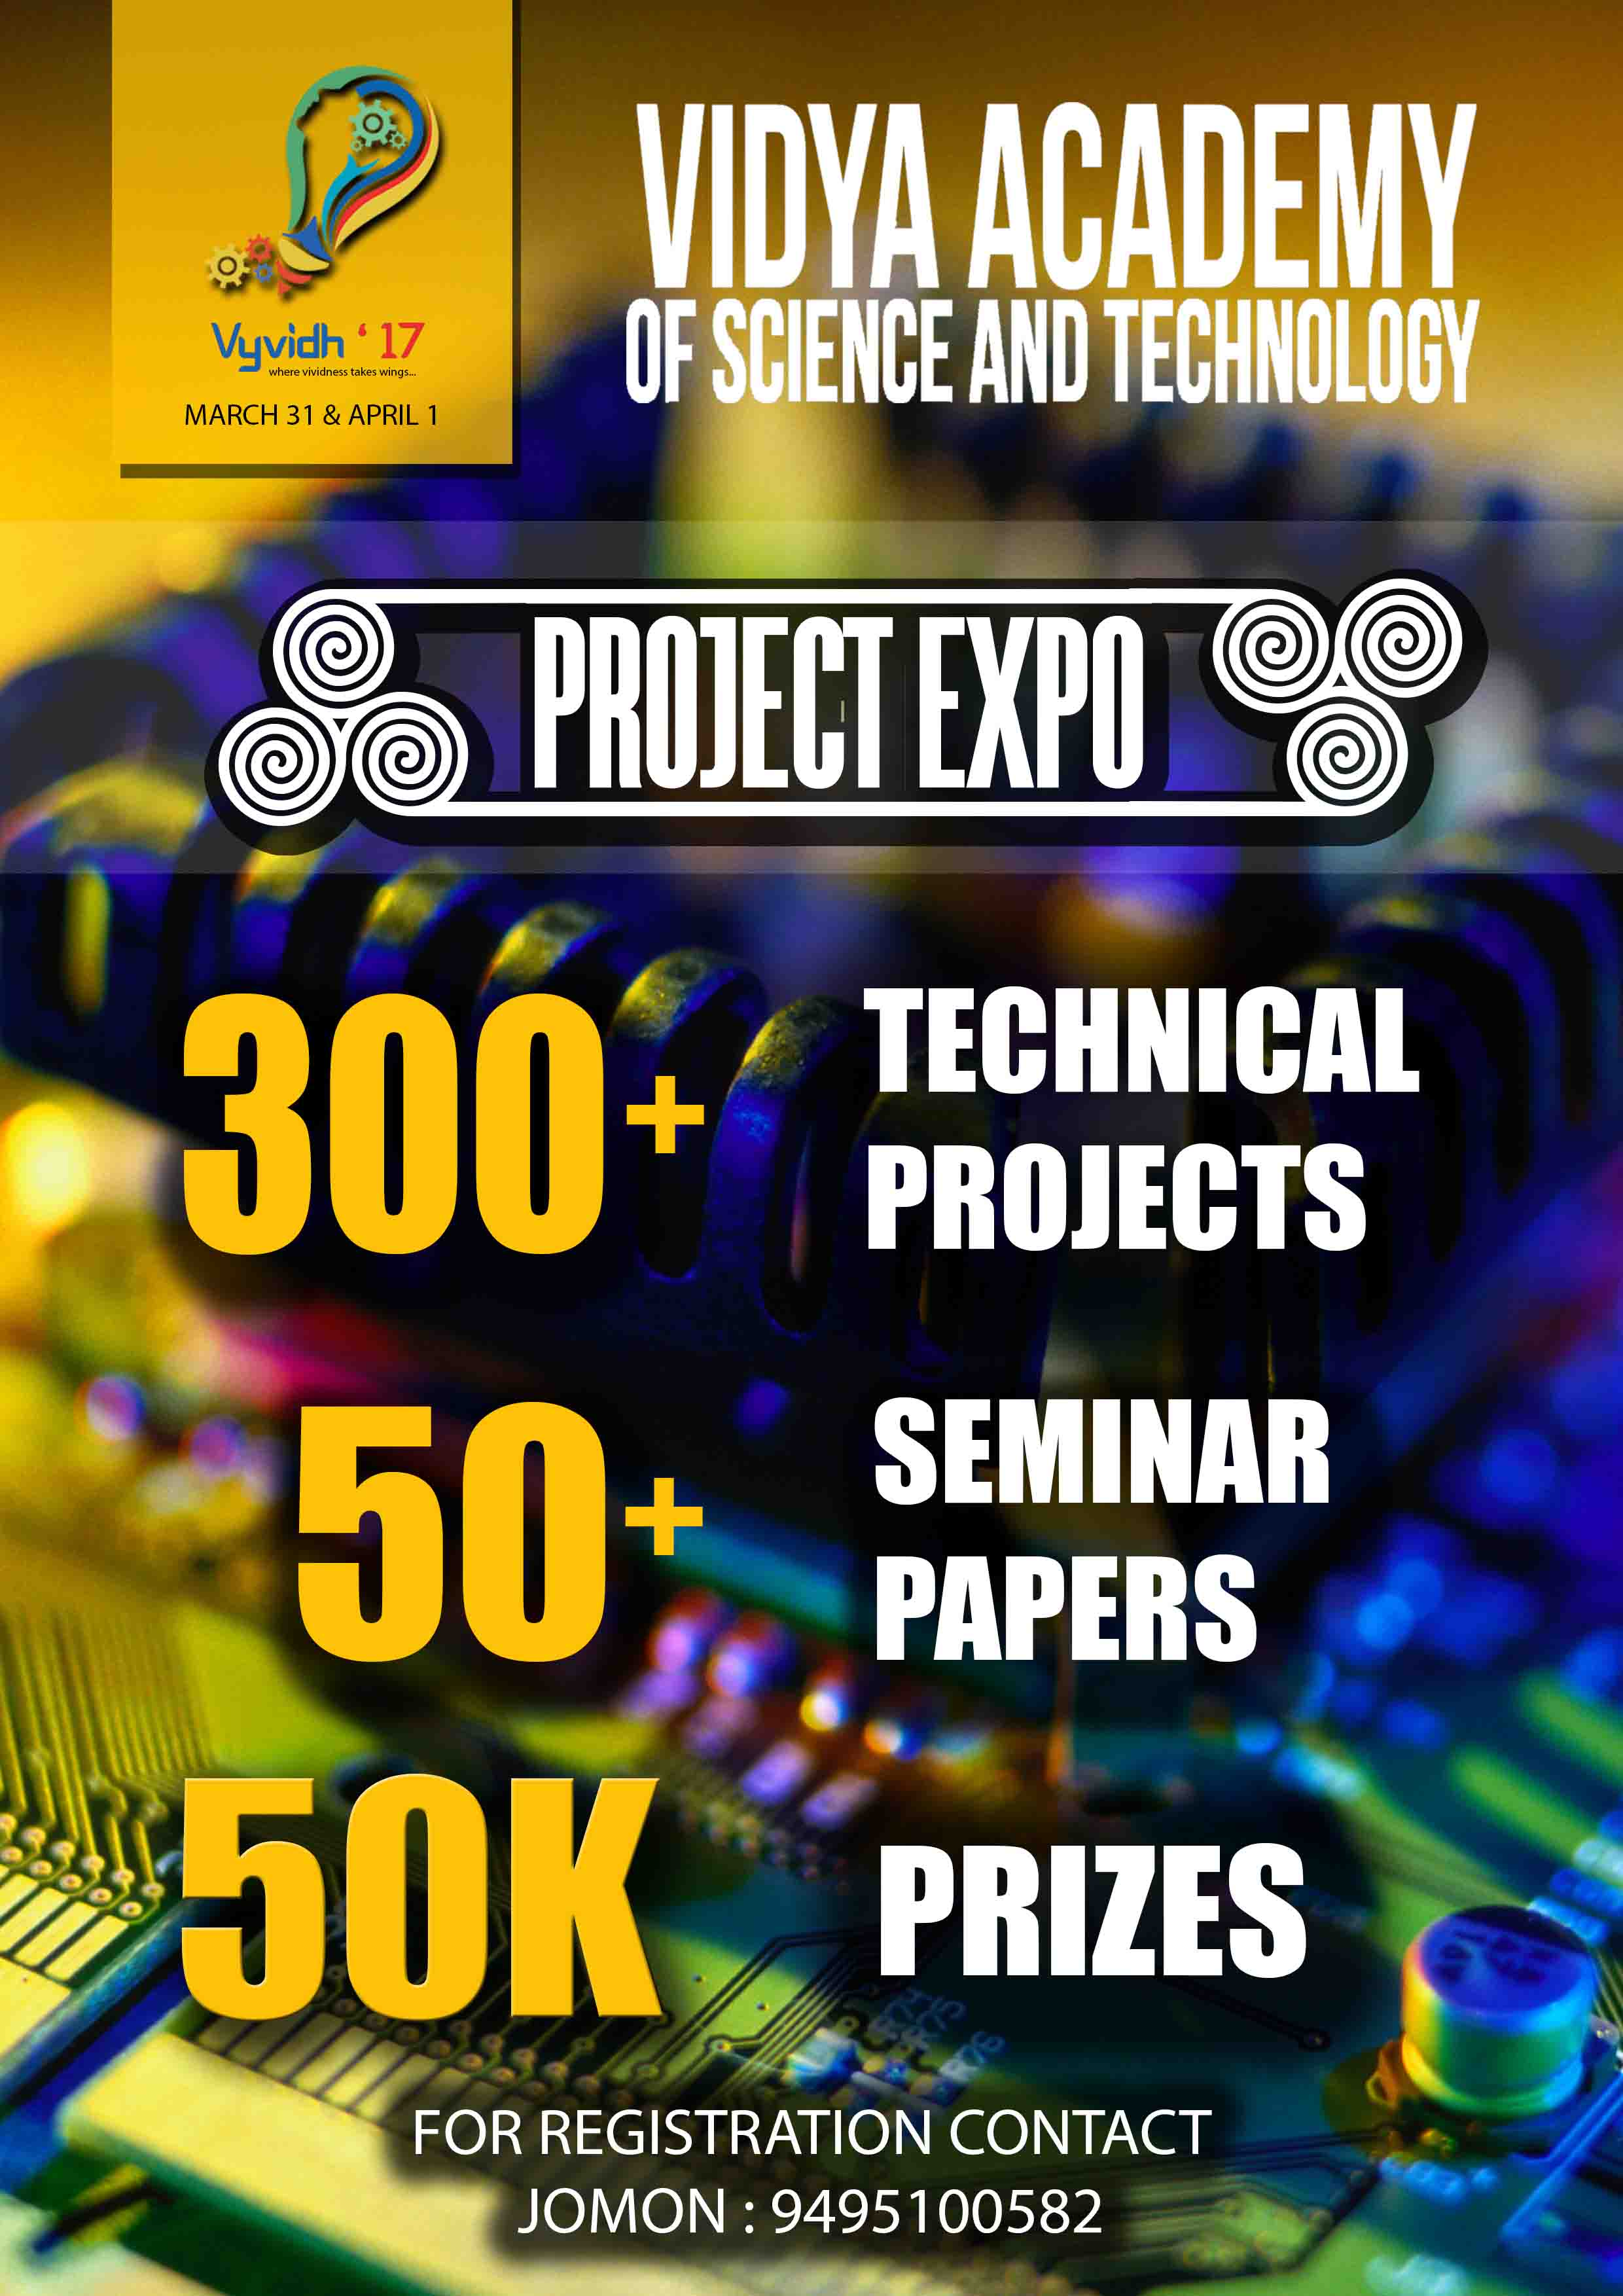 Vyvidh ‘ 17
where vividness takes wings...
MARCH 31 & APRIL 1
VIDYA ACADEMY
OF SCIENCE AND TECHNOLOGY
PROJECT EXPO
300+ TECHNICAL
PROJECTS
50+ SEMINAR
PAPERS
50K PRIZES
FOR REGISTRATION CONTACT
JOMON : 9495100582